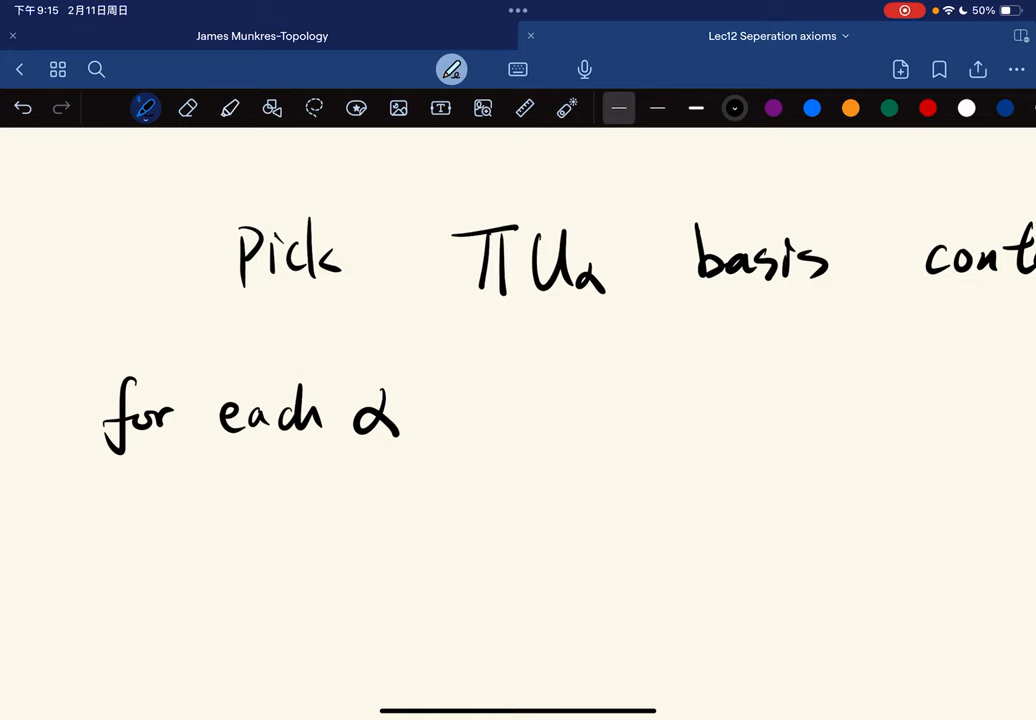 下午9:15 2月11日周日
50%
James Munkres-Topology
Lec12 Seperation axioms
Pick ΠUα basis
for each α